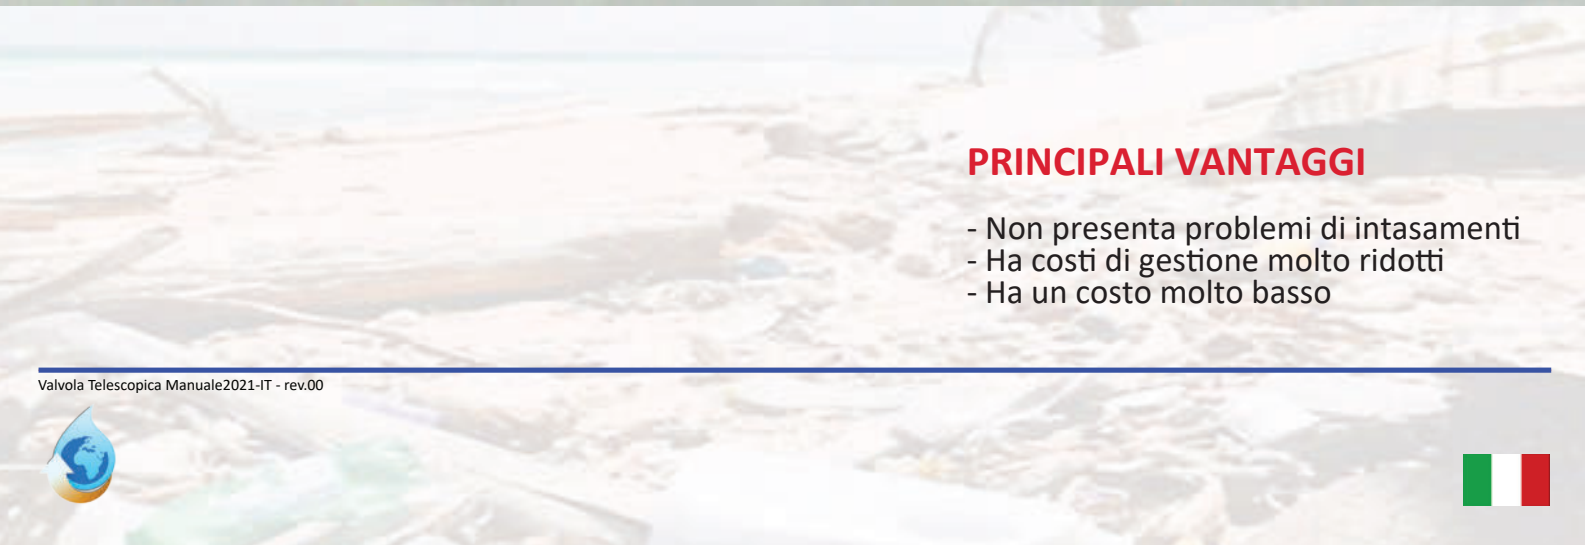 PRINCIPALI VANTAGGI
- Non presenta problemi di intasamenti
- Ha costi di gestione molto ridotti
- Ha un costo molto basso
Valvola Telescopica Manuale2021-IT - rev.00